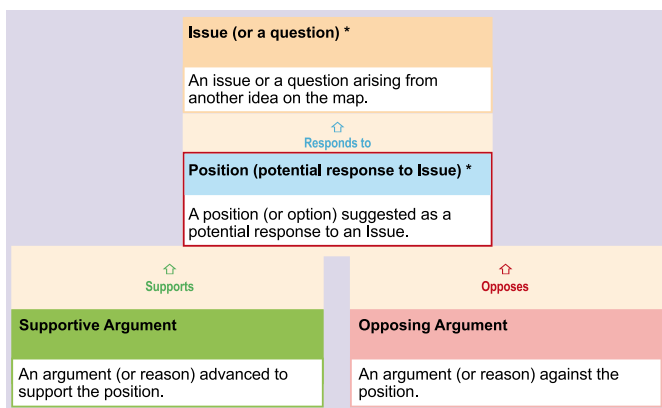 Issue (or a question) *
An issue or a question arising from
another idea on the map.
Responds to
Position (potential response to Issue) *
A position (or option) suggested as a
potential response to an Issue.
Supports
Opposes
Supportive Argument
Opposing Argument
An argument (or reason) advanced to
support the position.
An argument (or reason) against the
position.